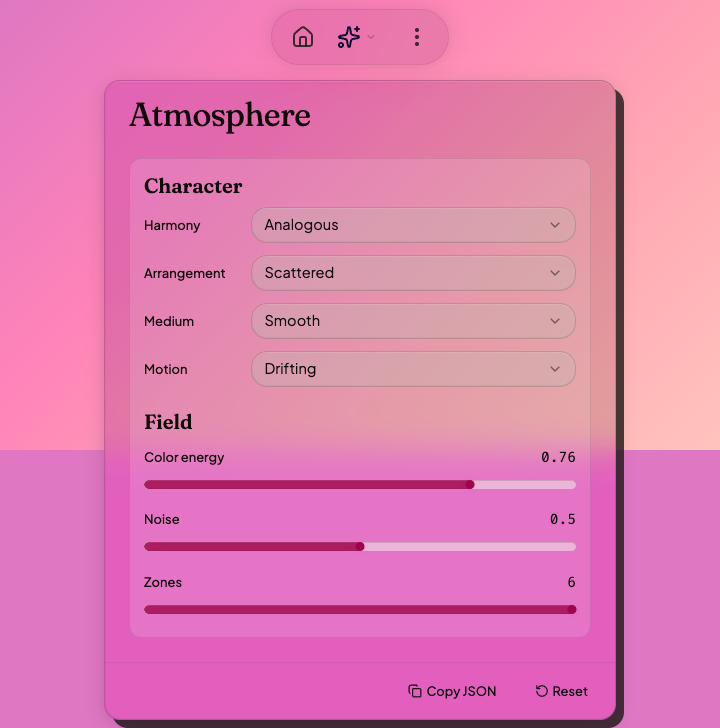 Atmosphere
Character
Harmony Analogous
Arrangement Scattered
Medium Smooth
Motion Drifting
Field
Color energy 0.76
Noise 0.5
Zones 6
Copy JSON Reset